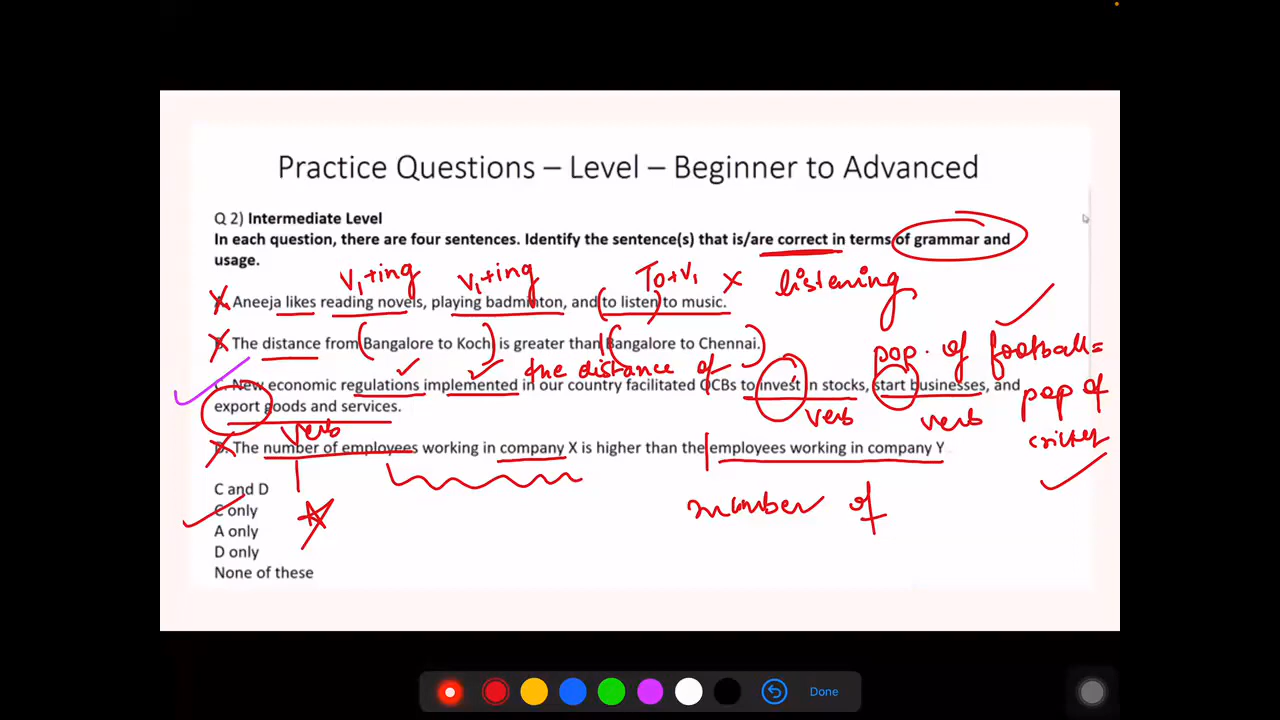 Practice Questions – Level – Beginner to Advanced
Q 2) Intermediate Level
In each question, there are four sentences. Identify the sentence(s) that is/are correct in terms of grammar and
usage.
V1+ing V1+ing To+V1 x listening
A. Aneeja likes reading novels, playing badminton, and to listen to music.
B. The distance from Bangalore to Koch is greater than Bangalore to Chennai.
pop. of football =
the distance of
C. New economic regulations implemented in our country facilitated OCBs to invest in stocks, start businesses, and
pop of
export goods and services.
verb verb verb
cricket
D. The number of employees working in company X is higher than the employees working in company Y
C and D
number of
C only
A only
D only
None of these
Done